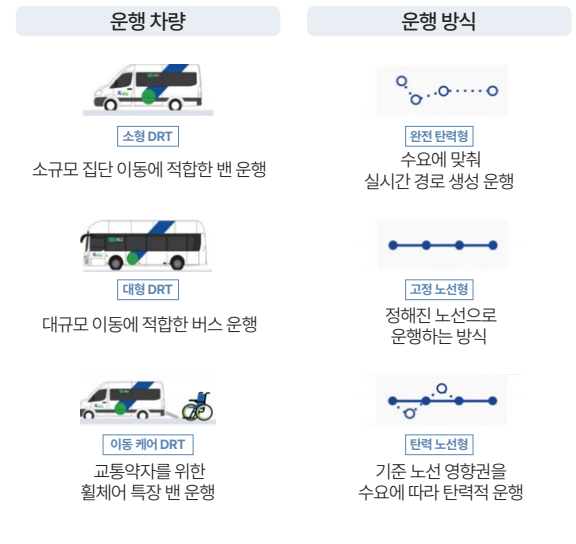 운행 차량
소형 DRT
소규모 집단 이동에 적합한 밴 운행
대형 DRT
대규모 이동에 적합한 버스 운행
이동 케어 DRT
교통약자를 위한
휠체어 특장 밴 운행
운행 방식
완전 탄력형
수요에 맞춰
실시간 경로 생성 운행
고정 노선형
정해진 노선으로
운행하는 방식
탄력 노선형
기준 노선 영향권을
수요에 따라 탄력적 운행